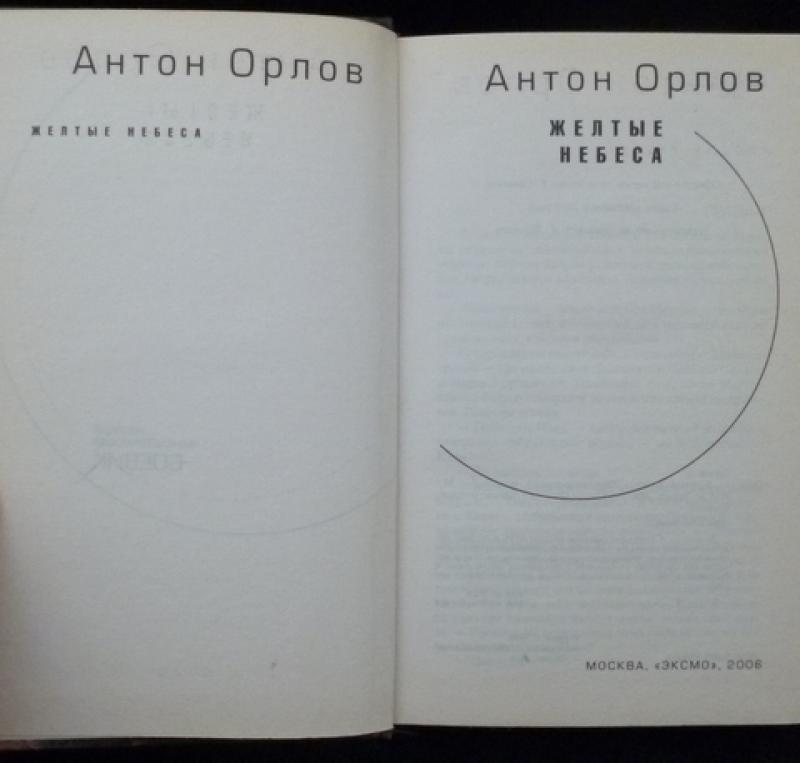 Антон Орлов
ЖЕЛТЫЕ НЕБЕСА
Антон Орлов
ЖЕЛТЫЕ
НЕБЕСА
МОСКВА, «ЭКСМО», 2006